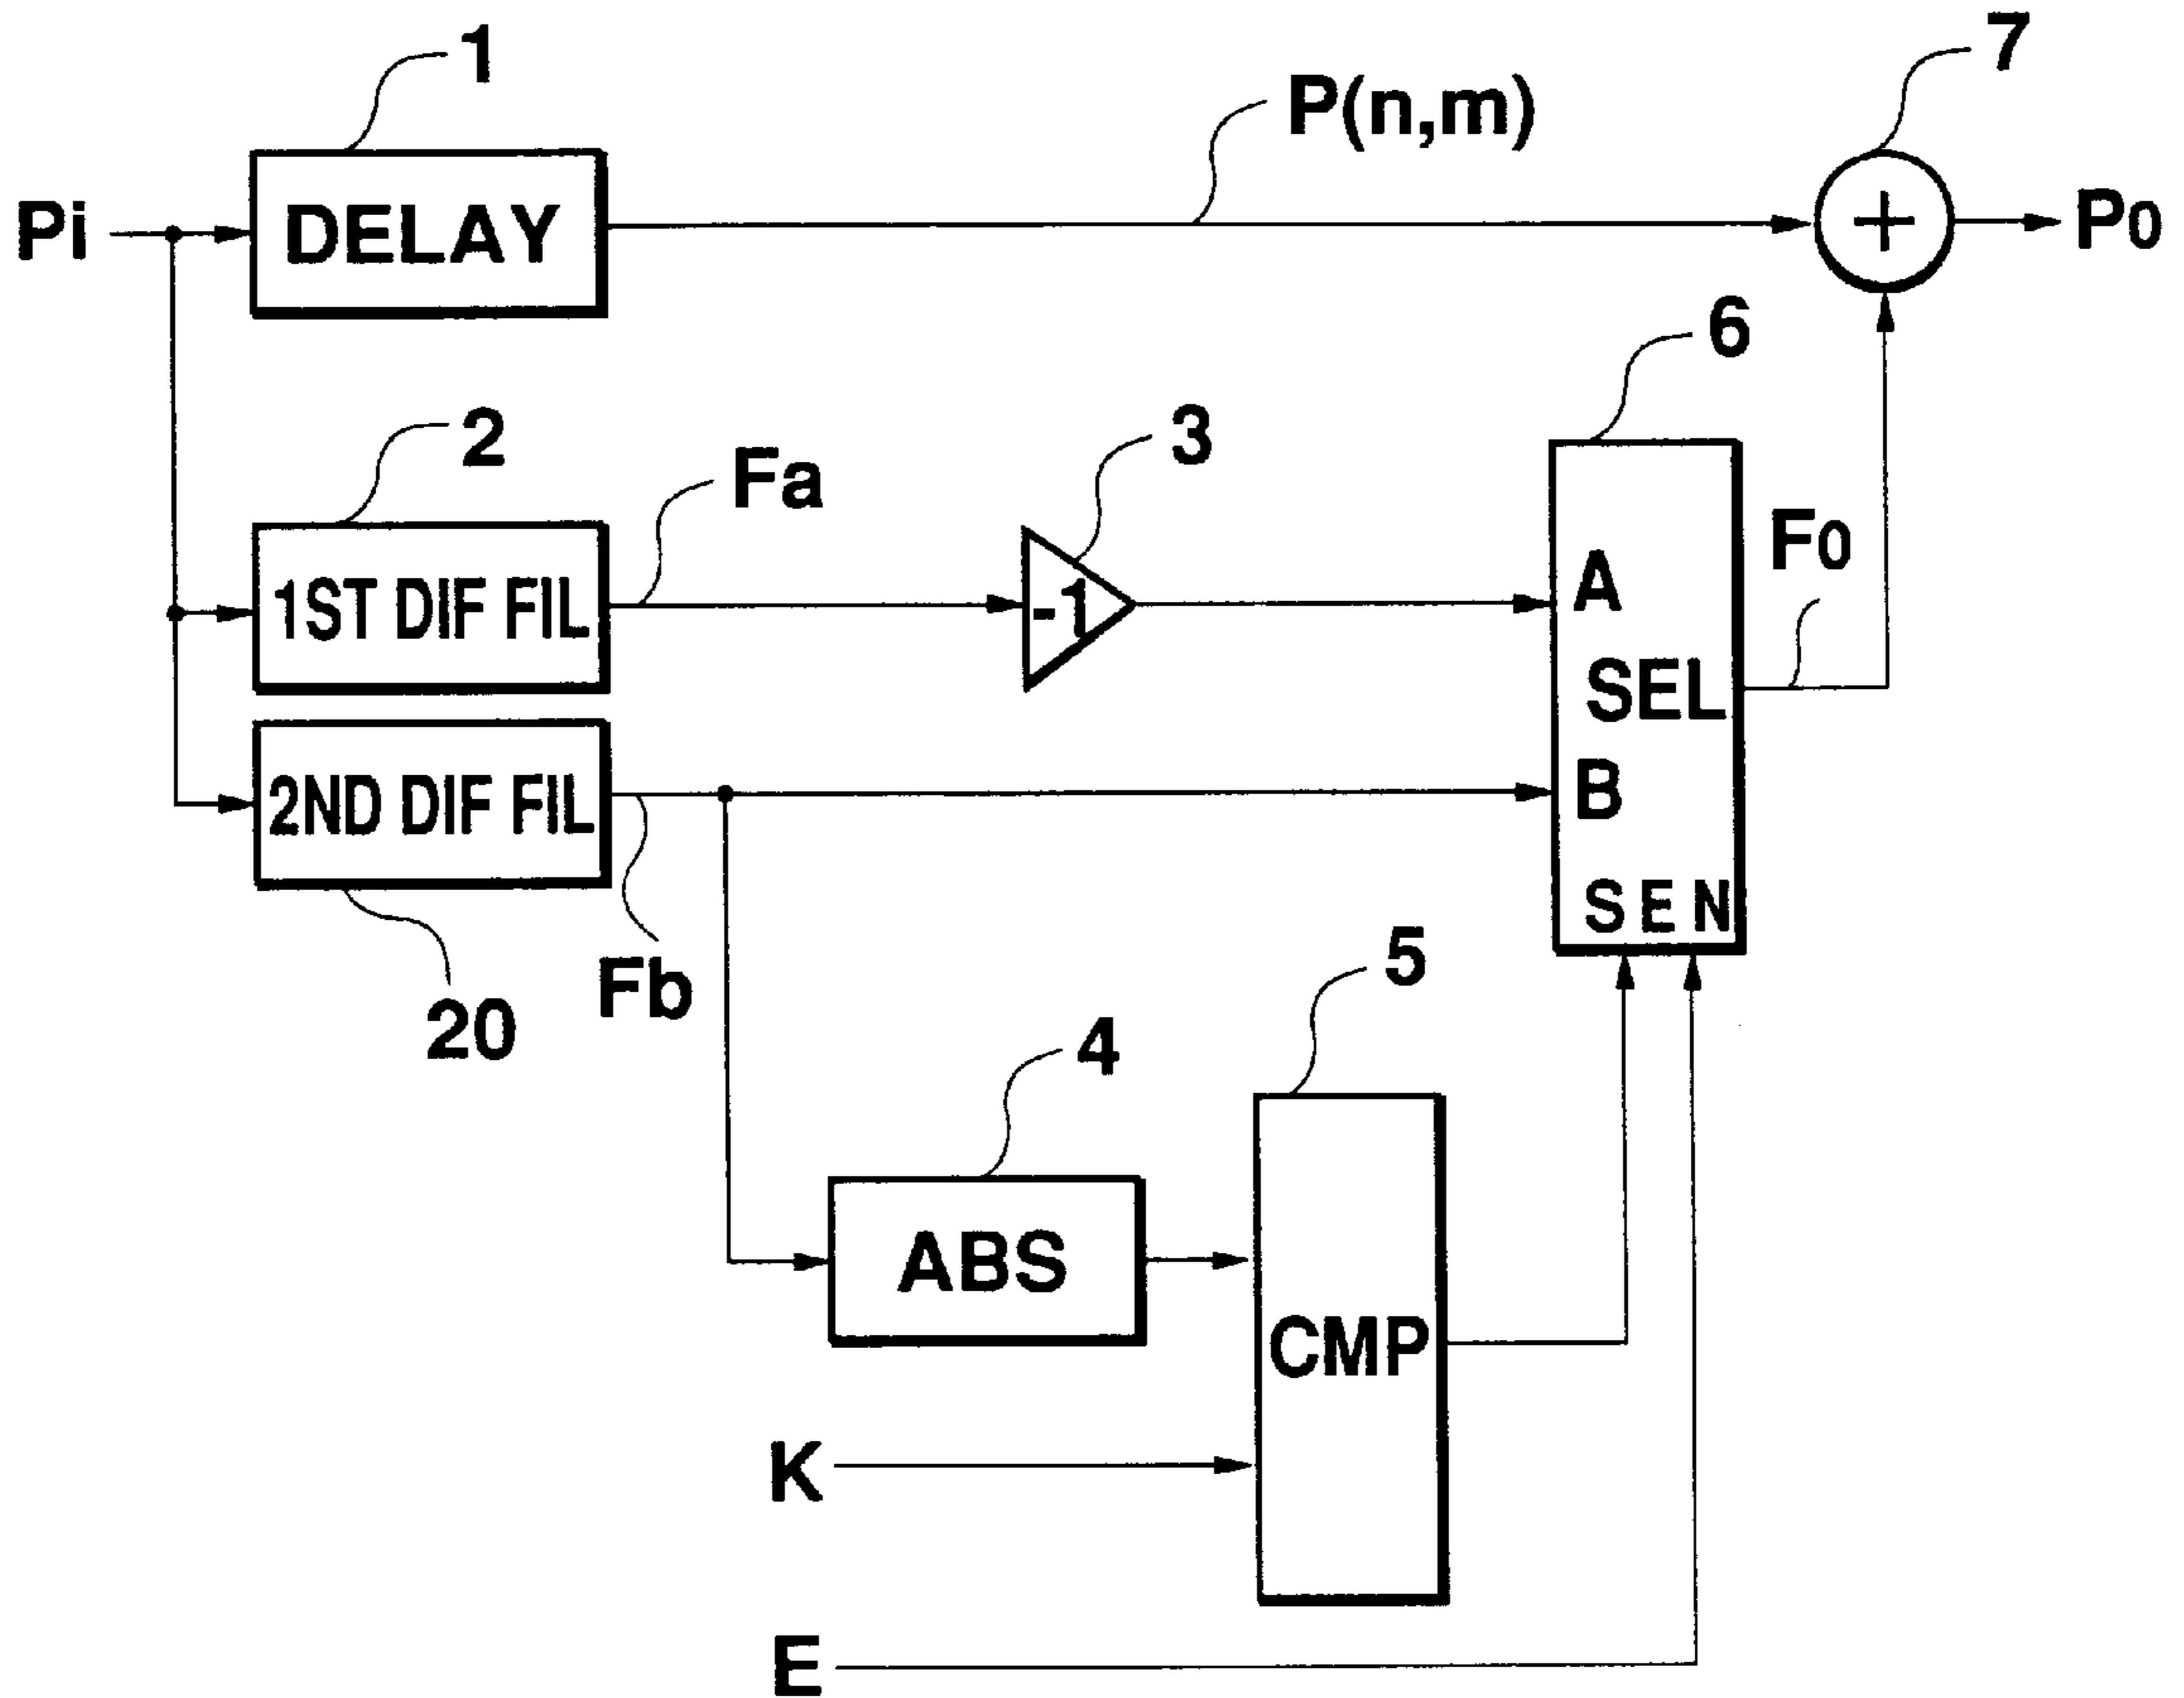 1
7
P(n,m)
Pi
DELAY
+
P0
6
2
Fa
3
F0
1ST DIF FIL
-1
A
SEL
2ND DIF FIL
B
S EN
Fb
20
5
4
ABS
CMP
K
E